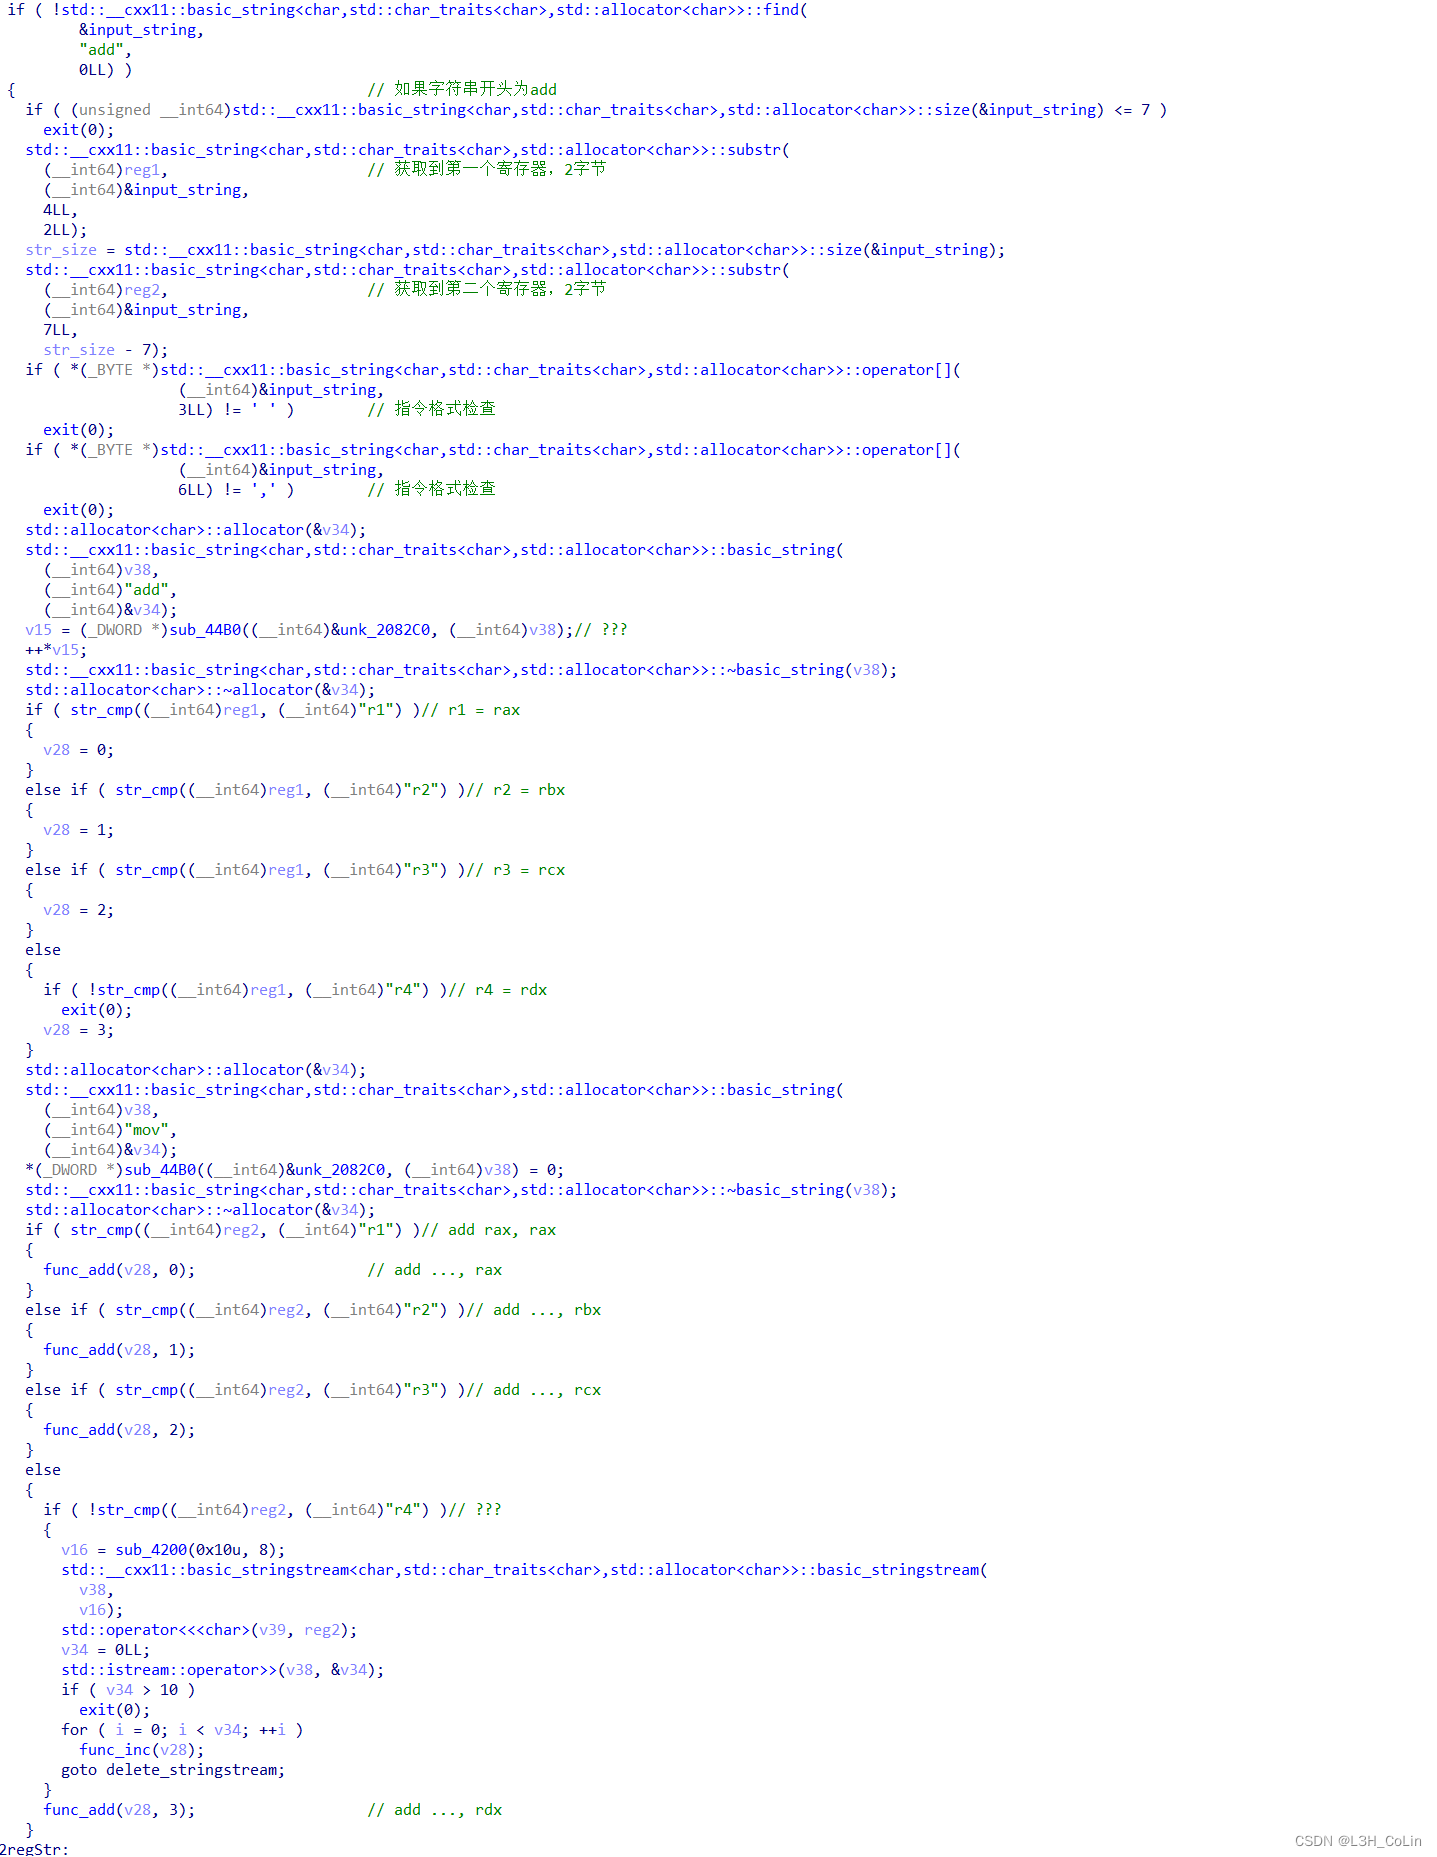 if ( !std::__cxx11::basic_string<char,std::char_traits<char>,std::allocator<char>>::find(
&input_string,
"add",
0LL) )
{ // 如果字符串开头为add
if ( (unsigned __int64)std::__cxx11::basic_string<char,std::char_traits<char>,std::allocator<char>>::size(&input_string) <= 7 )
exit(0);
std::__cxx11::basic_string<char,std::char_traits<char>,std::allocator<char>>::substr(
(__int64)reg1, // 获取到第一个寄存器，2字节
(__int64)&input_string,
4LL,
2LL);
str_size = std::__cxx11::basic_string<char,std::char_traits<char>,std::allocator<char>>::size(&input_string);
std::__cxx11::basic_string<char,std::char_traits<char>,std::allocator<char>>::substr(
(__int64)reg2, // 获取到第二个寄存器，2字节
(__int64)&input_string,
7LL,
str_size - 7);
if ( *(_BYTE *)std::__cxx11::basic_string<char,std::char_traits<char>,std::allocator<char>>::operator[](
(__int64)&input_string,
3LL) != ' ' ) // 指令格式检查
exit(0);
if ( *(_BYTE *)std::__cxx11::basic_string<char,std::char_traits<char>,std::allocator<char>>::operator[](
(__int64)&input_string,
6LL) != ',' ) // 指令格式检查
exit(0);
std::allocator<char>::allocator(&v34);
std::__cxx11::basic_string<char,std::char_traits<char>,std::allocator<char>>::basic_string(
(__int64)v38,
(__int64)"add",
(__int64)&v34);
v15 = (_DWORD *)sub_44B0((__int64)&unk_2082C0, (__int64)v38);// ???
++*v15;
std::__cxx11::basic_string<char,std::char_traits<char>,std::allocator<char>>::~basic_string(v38);
std::allocator<char>::~allocator(&v34);
if ( str_cmp((__int64)reg1, (__int64)"r1") )// r1 = rax
{
v28 = 0;
}
else if ( str_cmp((__int64)reg1, (__int64)"r2") )// r2 = rbx
{
v28 = 1;
}
else if ( str_cmp((__int64)reg1, (__int64)"r3") )// r3 = rcx
{
v28 = 2;
}
else
{
if ( !str_cmp((__int64)reg1, (__int64)"r4") )// r4 = rdx
exit(0);
v28 = 3;
}
std::allocator<char>::allocator(&v34);
std::__cxx11::basic_string<char,std::char_traits<char>,std::allocator<char>>::basic_string(
(__int64)v38,
(__int64)"mov",
(__int64)&v34);
*(_DWORD *)sub_44B0((__int64)&unk_2082C0, (__int64)v38) = 0;
std::__cxx11::basic_string<char,std::char_traits<char>,std::allocator<char>>::~basic_string(v38);
std::allocator<char>::~allocator(&v34);
if ( str_cmp((__int64)reg2, (__int64)"r1") )// add rax, rax
{
func_add(v28, 0); // add ..., rax
}
else if ( str_cmp((__int64)reg2, (__int64)"r2") )// add ..., rbx
{
func_add(v28, 1);
}
else if ( str_cmp((__int64)reg2, (__int64)"r3") )// add ..., rcx
{
func_add(v28, 2);
}
else
{
if ( !str_cmp((__int64)reg2, (__int64)"r4") )// ???
{
v16 = sub_4200(0x10u, 8);
std::__cxx11::basic_stringstream<char,std::char_traits<char>,std::allocator<char>>::basic_stringstream(
v38,
v16);
std::operator<<<char>(v39, reg2);
v34 = 0LL;
std::istream::operator>>(v38, &v34);
if ( v34 > 10 )
exit(0);
for ( i = 0; i < v34; ++i )
func_inc(v28);
goto delete_stringstream;
}
func_add(v28, 3); // add ..., rdx
}
2regStr:
CSDN @L3H_CoLin